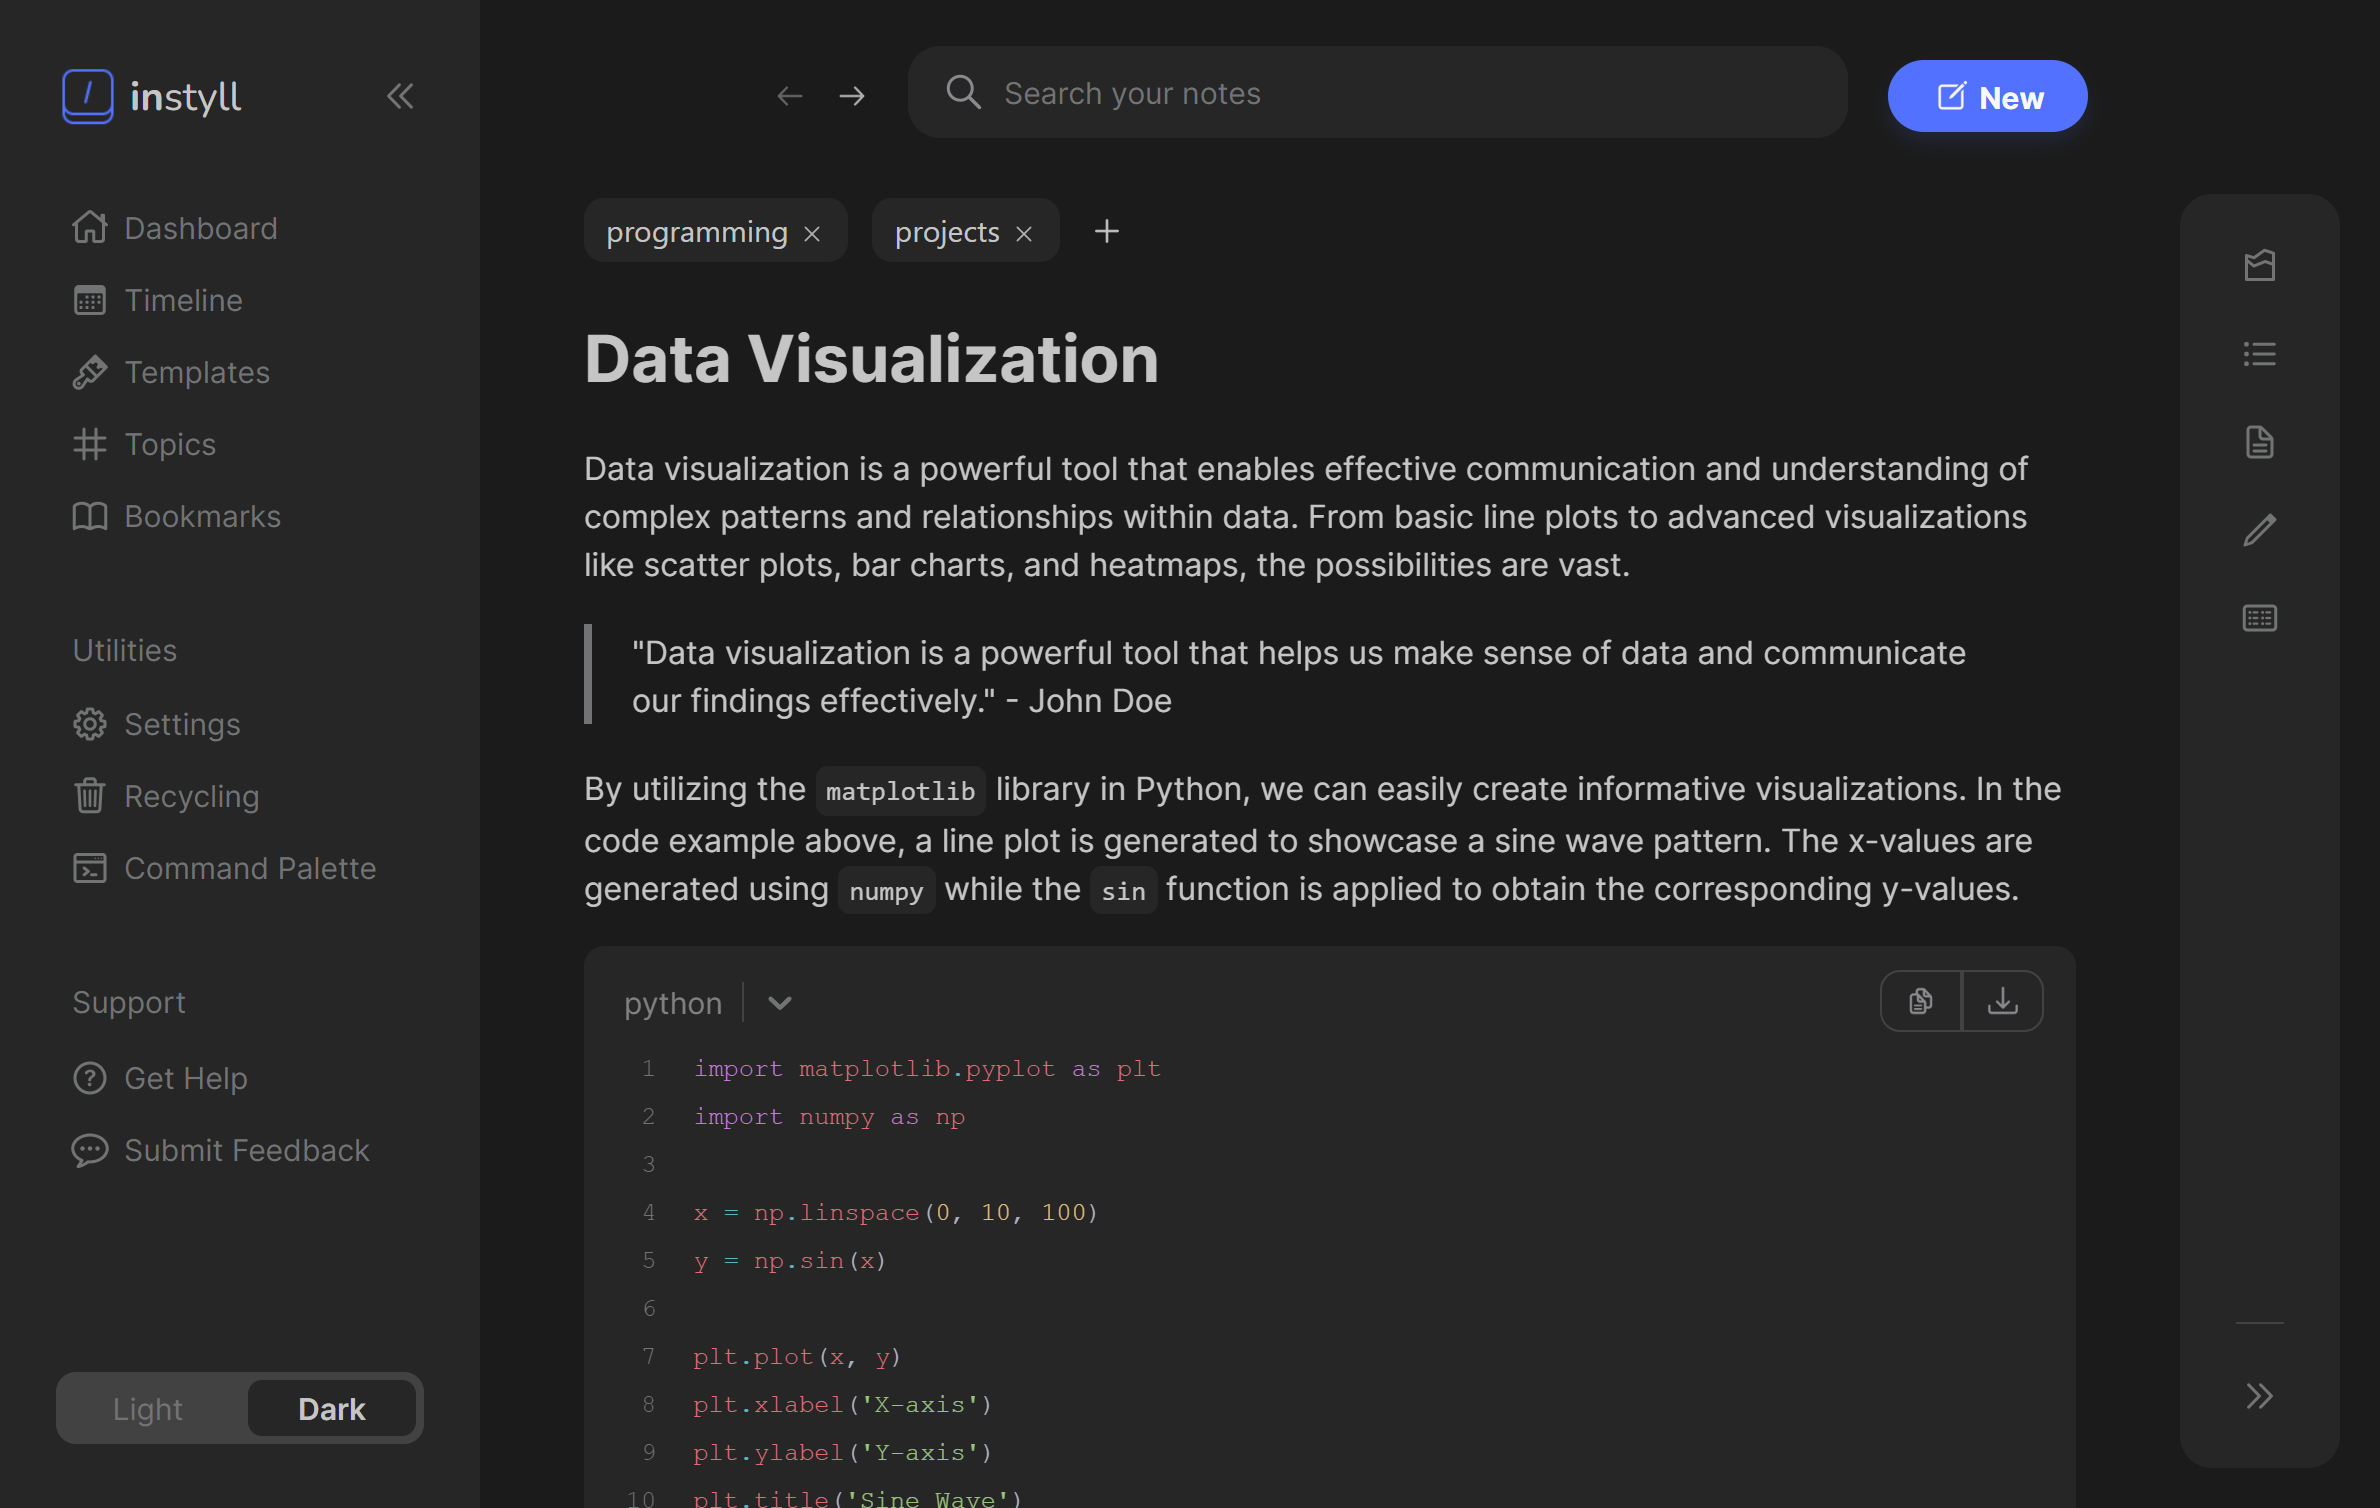 instyll
Search your notes
New
Dashboard
Timeline
Templates
Topics
Bookmarks
Utilities
Settings
Recycling
Command Palette
Support
Get Help
Submit Feedback
Light
Dark
programming ×
projects × +
Data Visualization
Data visualization is a powerful tool that enables effective communication and understanding of
complex patterns and relationships within data. From basic line plots to advanced visualizations
like scatter plots, bar charts, and heatmaps, the possibilities are vast.
"Data visualization is a powerful tool that helps us make sense of data and communicate
our findings effectively." - John Doe
By utilizing the matplotlib library in Python, we can easily create informative visualizations. In the
code example above, a line plot is generated to showcase a sine wave pattern. The x-values are
generated using numpy while the sin function is applied to obtain the corresponding y-values.
python
1 import matplotlib.pyplot as plt
2 import numpy as np
3
4 x = np.linspace(0, 10, 100)
5 y = np.sin(x)
6
7 plt.plot(x, y)
8 plt.xlabel('X-axis')
9 plt.ylabel('Y-axis')
10 plt.title('Sine Wave')